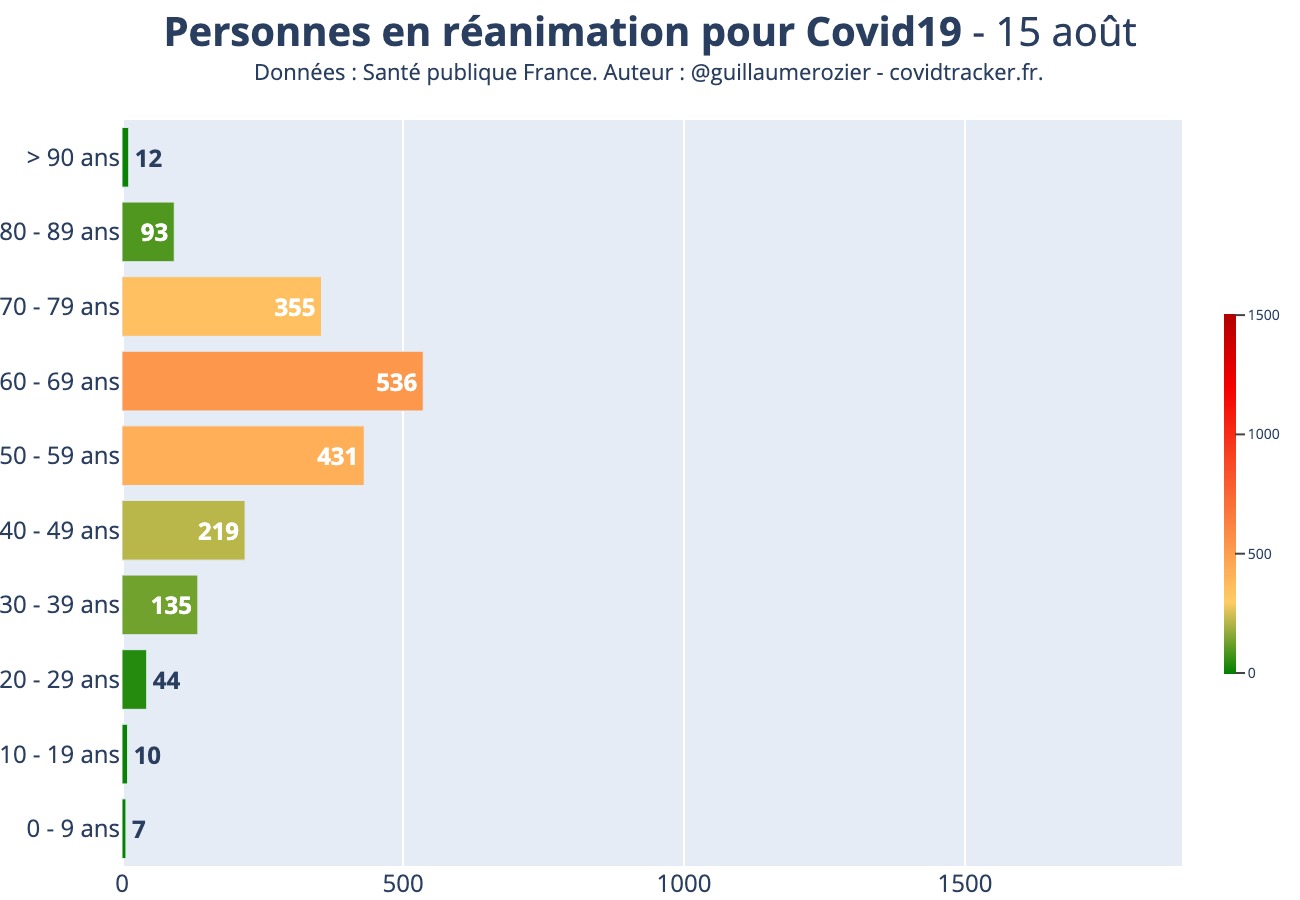 Personnes en réanimation pour Covid19 - 15 août
Données : Santé publique France. Auteur : @guillaumerozier - covidtracker.fr.
> 90 ans 12
80 - 89 ans 93
70 - 79 ans 355
60 - 69 ans 536
50 - 59 ans 431
40 - 49 ans 219
30 - 39 ans 135
20 - 29 ans 44
10 - 19 ans 10
0 - 9 ans 7
0 500 1000 1500
1500
1000
500
0